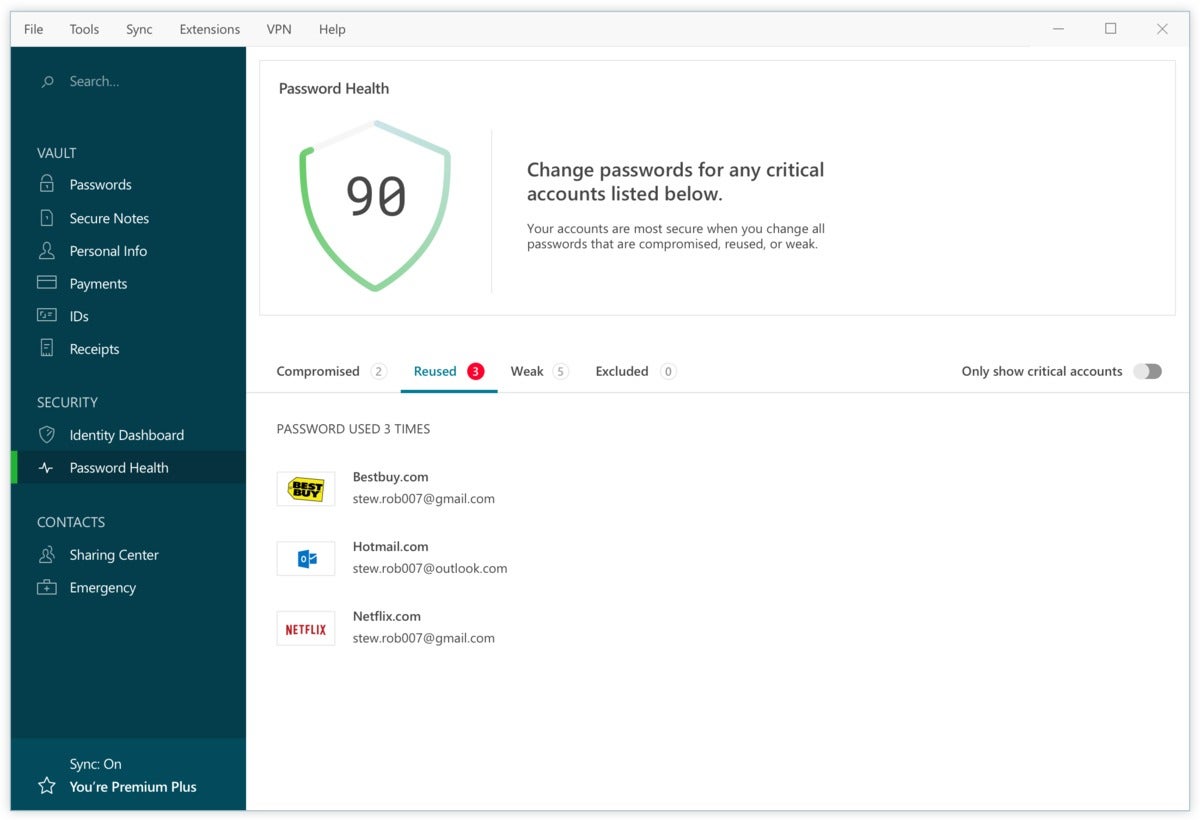 File Tools Sync Extensions VPN Help
Search...
VAULT
Passwords
Secure Notes
Personal Info
Payments
IDs
Receipts
SECURITY
Identity Dashboard
Password Health
CONTACTS
Sharing Center
Emergency
Sync: On
You’re Premium Plus
Password Health
90
Change passwords for any critical
accounts listed below.
Your accounts are most secure when you change all
passwords that are compromised, reused, or weak.
Compromised 2 Reused 3 Weak 5 Excluded 0 Only show critical accounts
PASSWORD USED 3 TIMES
BEST
BUY
Bestbuy.com
stew.rob007@gmail.com
Hotmail.com
stew.rob007@outlook.com
NETFLIX
Netflix.com
stew.rob007@gmail.com